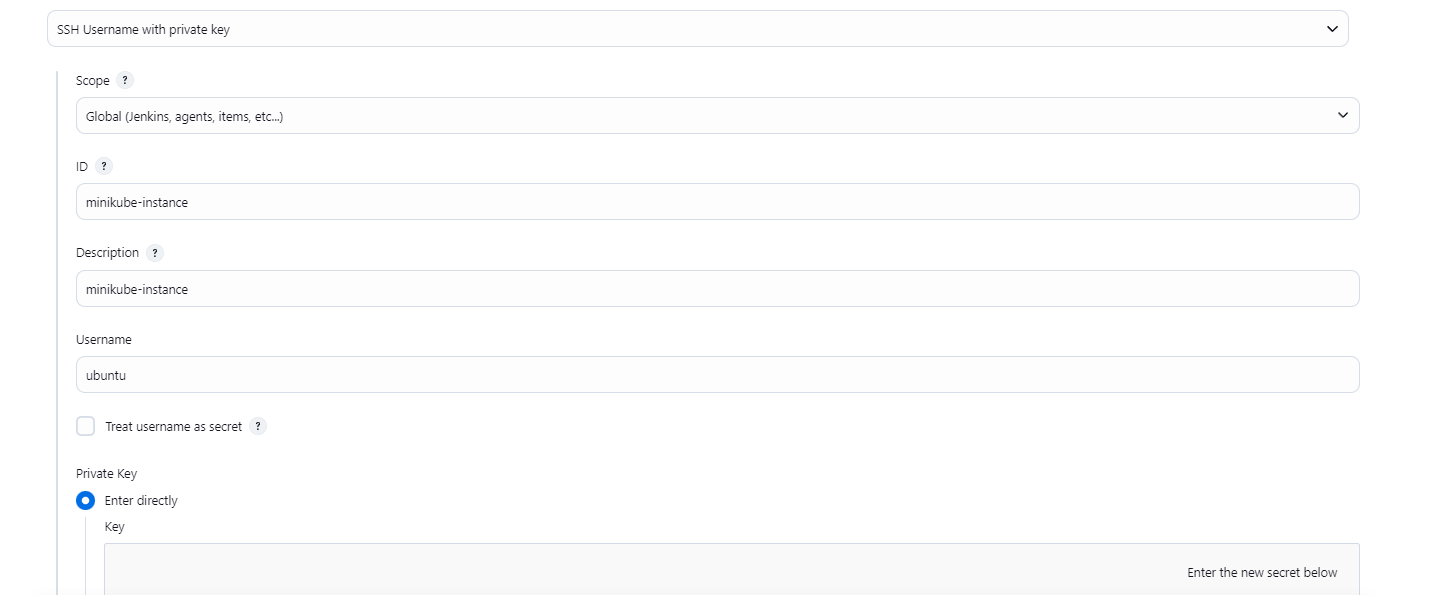 SSH Username with private key
Scope ?
Global (Jenkins, agents, items, etc...)
ID ?
minikube-instance
Description ?
minikube-instance
Username
ubuntu
Treat username as secret ?
Private Key
Enter directly
Key
Enter the new secret below